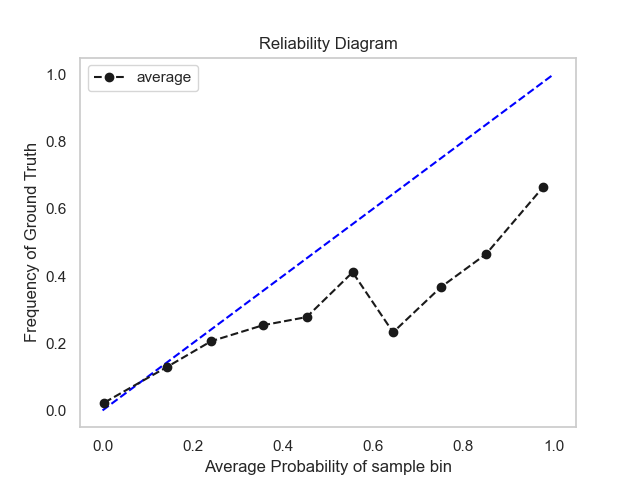 Reliability Diagram
average
Frequency of Ground Truth
1.0
0.8
0.6
0.4
0.2
0.0
0.0 0.2 0.4 0.6 0.8 1.0
Average Probability of sample bin